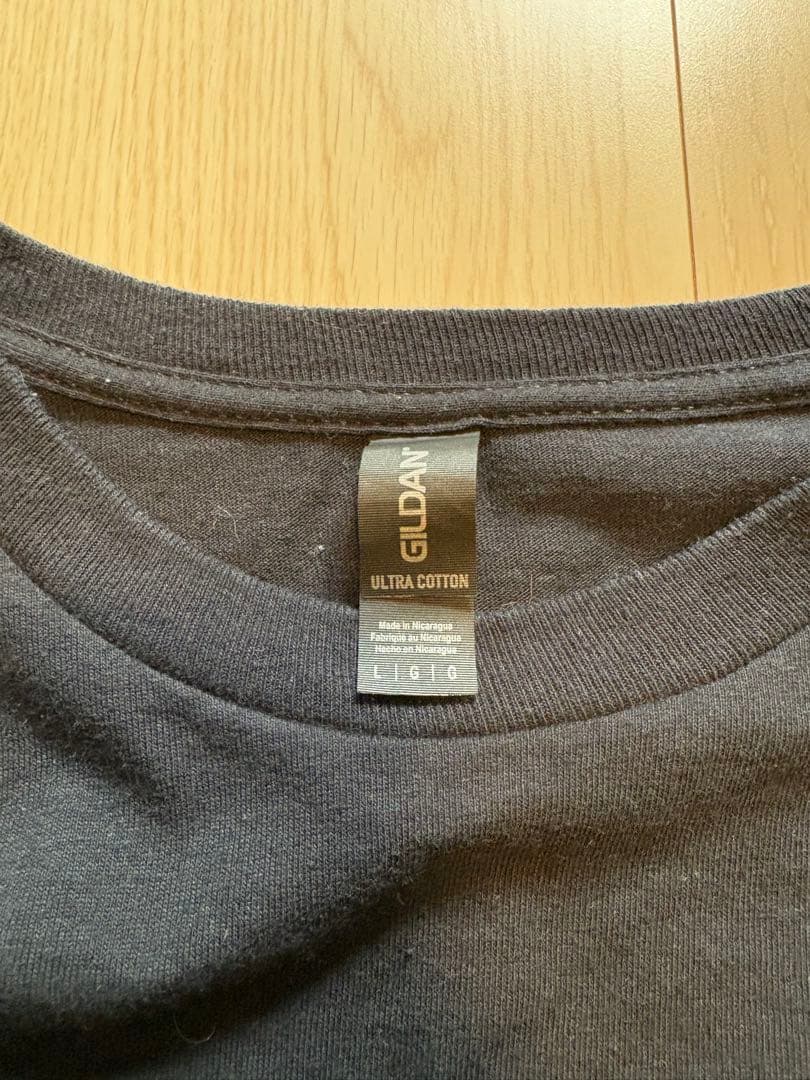 GILDAN®
ULTRA COTTON
Made in Nicaragua
Fabriqué au Nicaragua
Hecho en Nicaragua
L | G | G